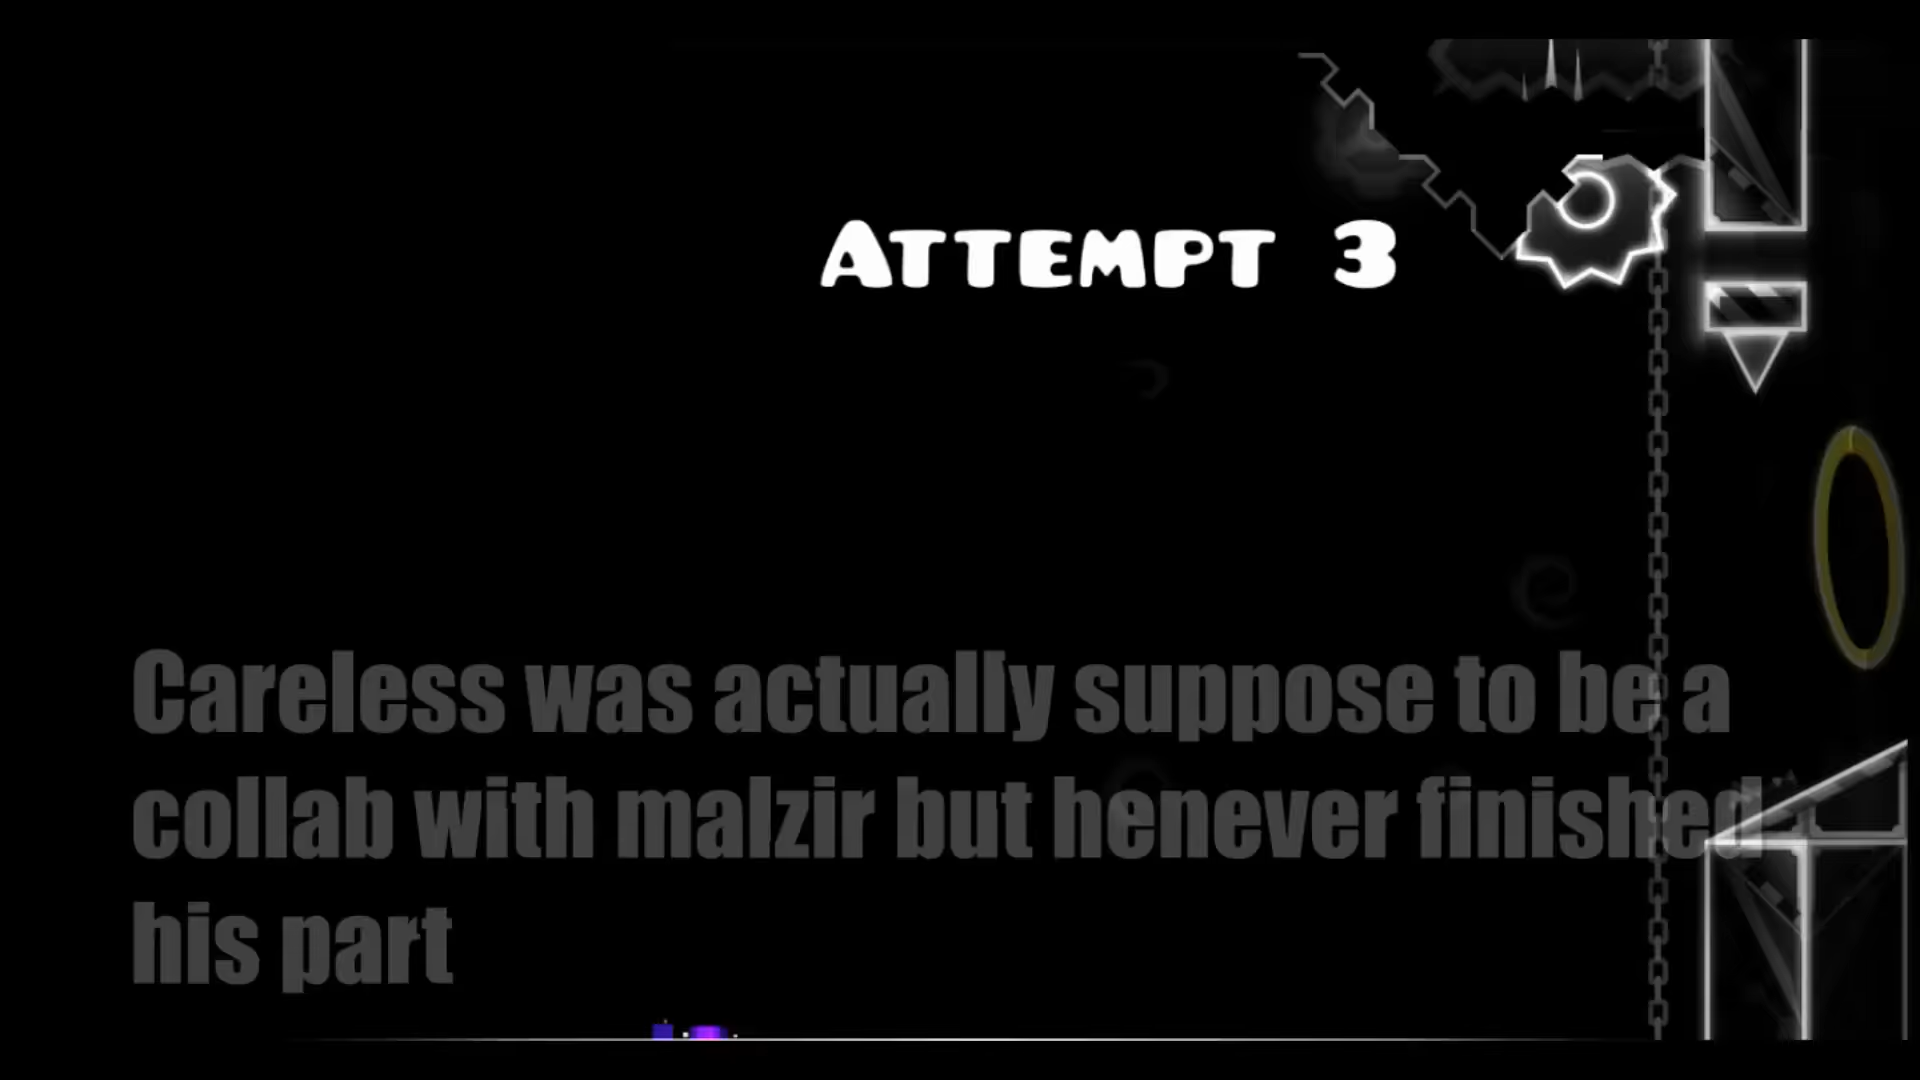 ATTEMPT 3
Careless was actually suppose to be a
collab with malzir but henever finished
his part